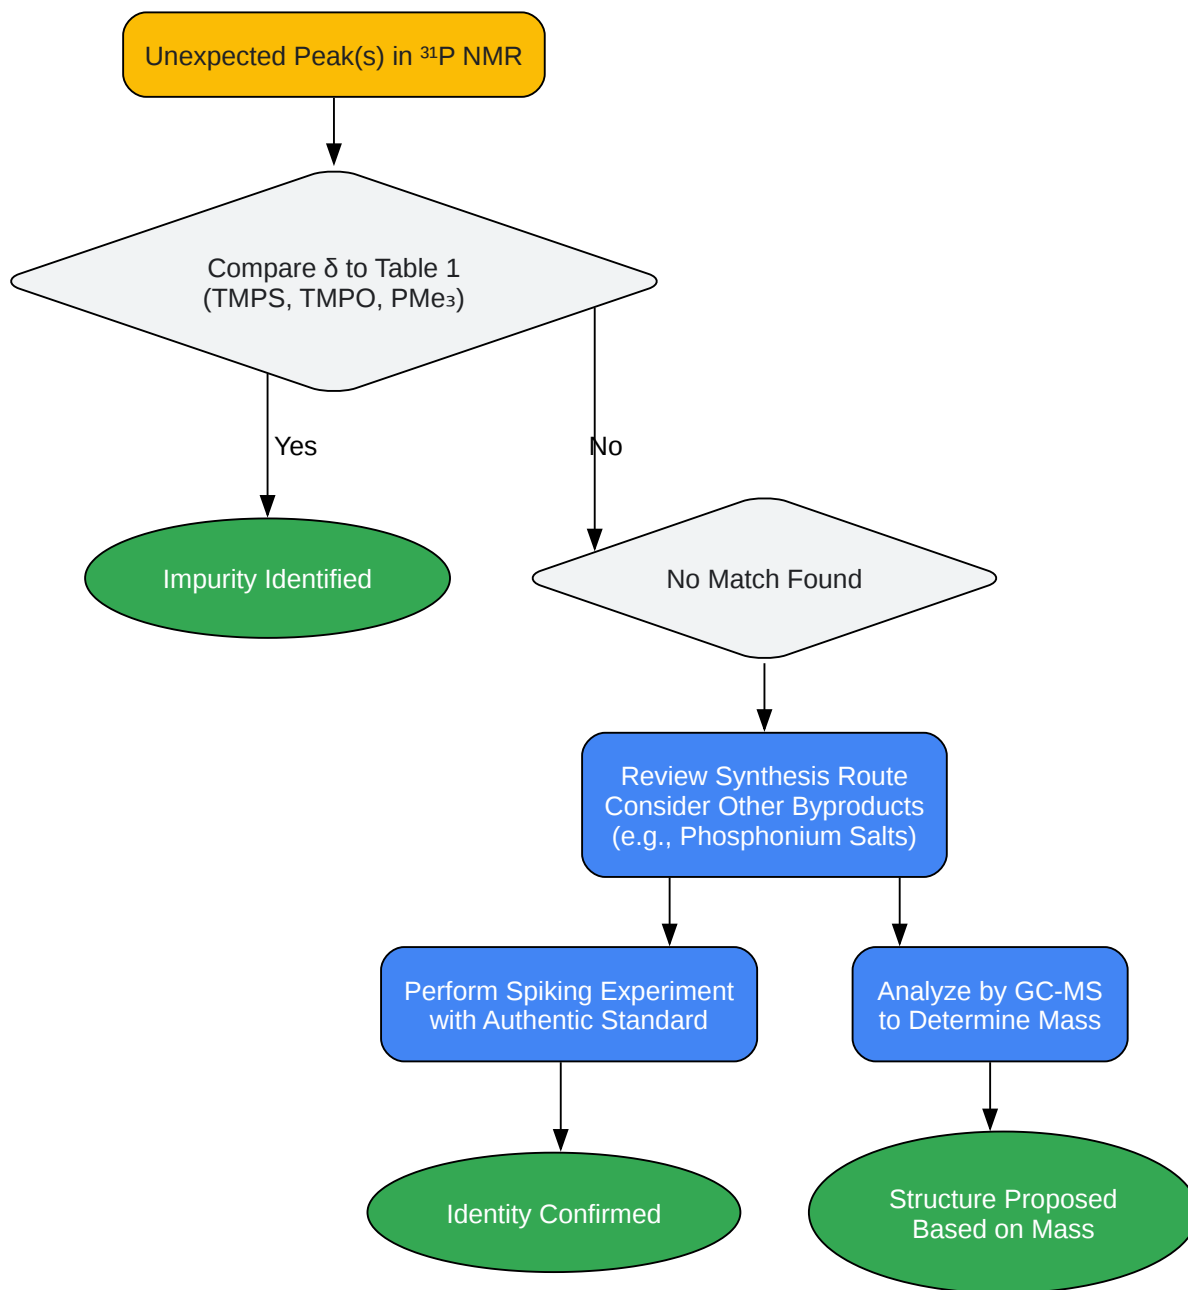 Unexpected Peak(s) in ³¹P NMR
Compare δ to Table 1
(TMPS, TMPO, PMe₃)
Yes
No
Impurity Identified
No Match Found
Review Synthesis Route
Consider Other Byproducts
(e.g., Phosphonium Salts)
Perform Spiking Experiment
with Authentic Standard
Analyze by GC-MS
to Determine Mass
Identity Confirmed
Structure Proposed
Based on Mass